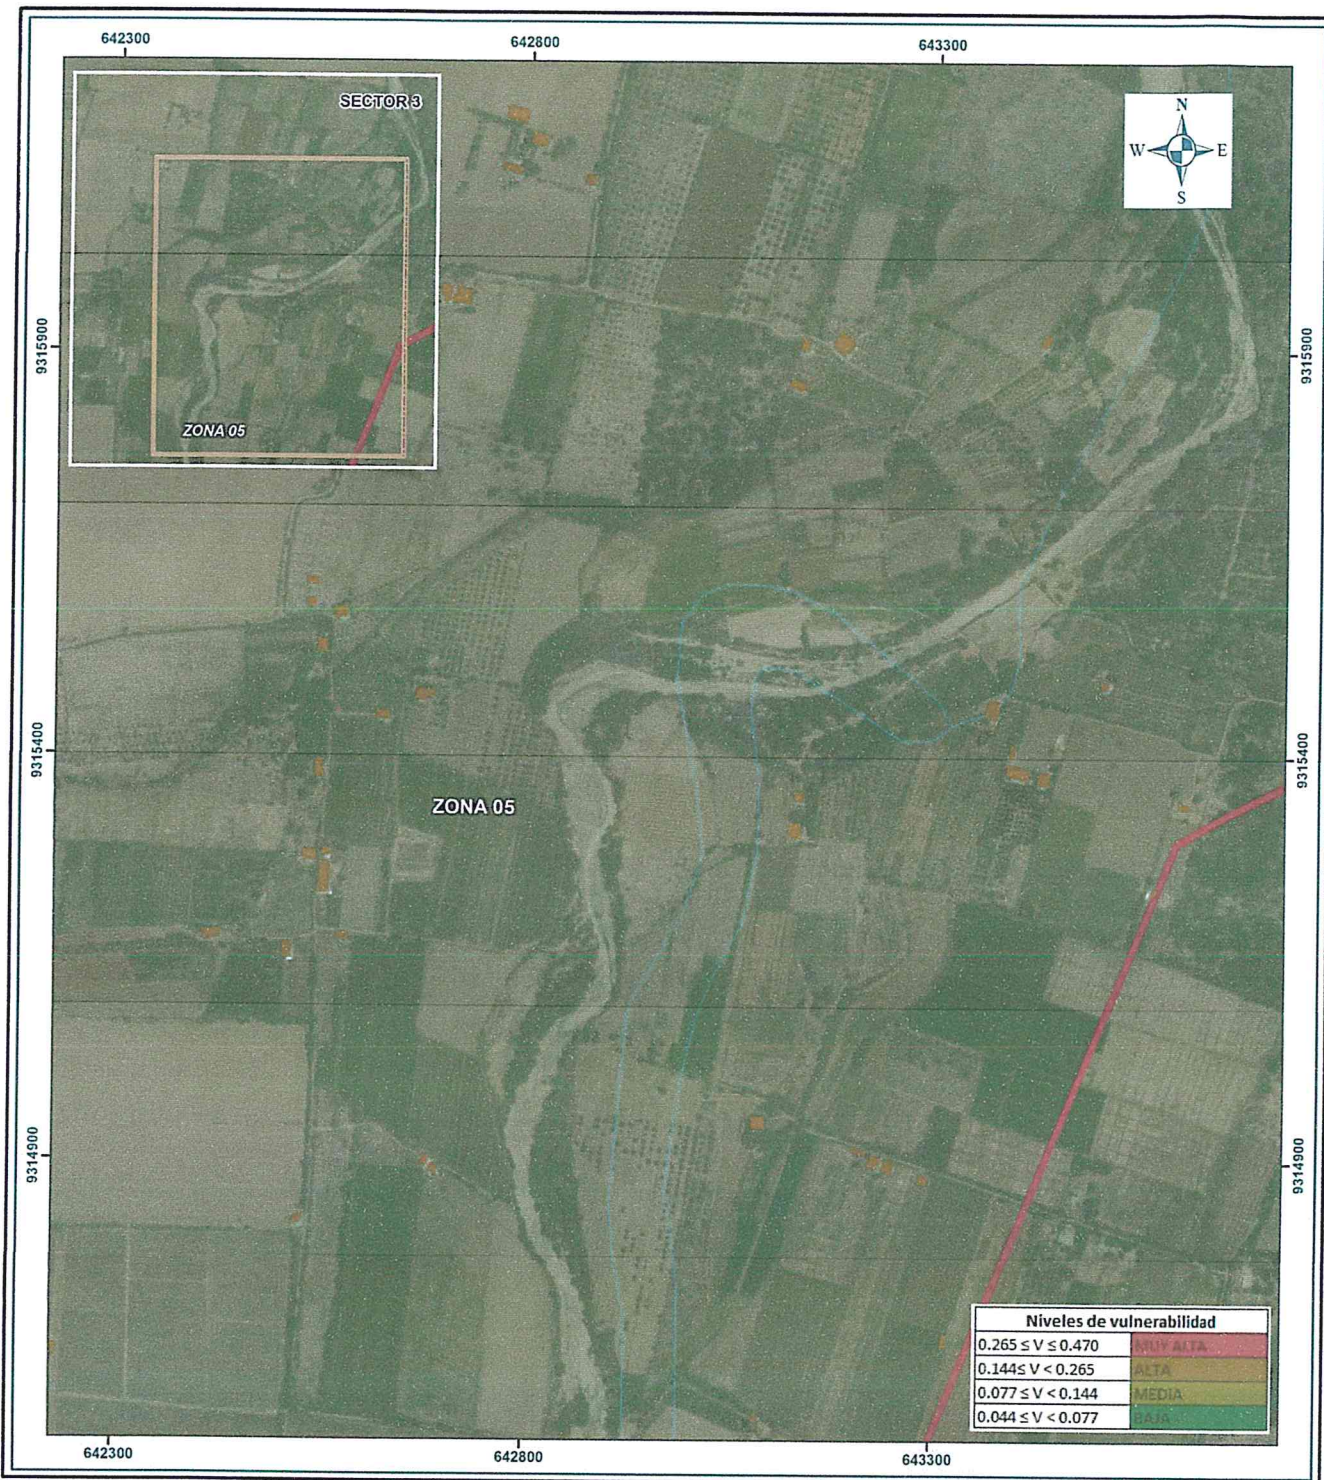 642300
642800
643300
SECTOR 3
N
W
E
S
9315900
9315900
ZONA 05
9315400
9315400
ZONA 05
9314900
9314900
Niveles de vulnerabilidad
0.265 ≤ V ≤ 0.470 MUY ALTA
0.144≤ V < 0.265 ALTA
0.077 ≤ V < 0.144 MEDIA
0.044 ≤ V < 0.077 BAJA
642300
642800
643300